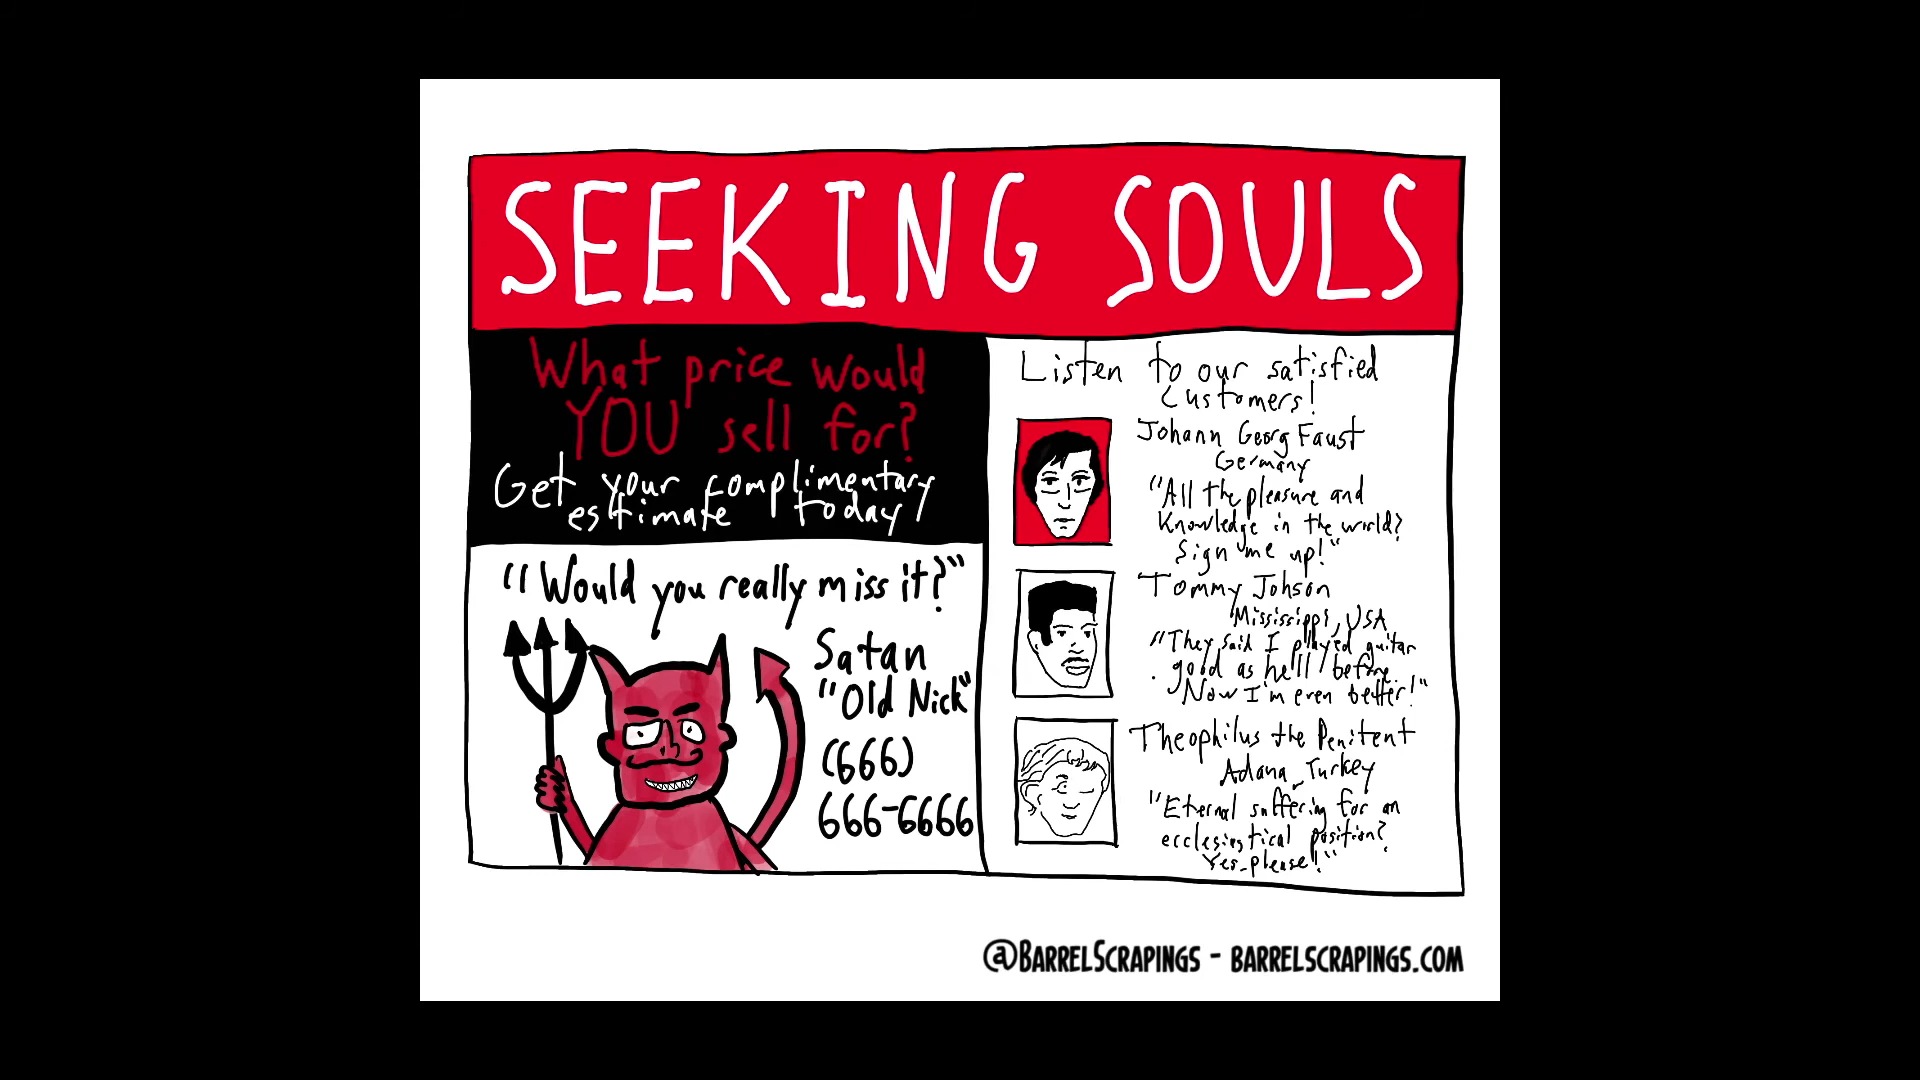 SEEKING SOULS
What price would
YOU sell for?
Get your complimentary
estimate today!
"Would you really miss it?"
Satan
"Old Nick"
(666)
666-6666
Listen to our satisfied
customers!
Johann Georg Faust
Germany
"All the pleasure and
knowledge in the world?
Sign me up!"
Tommy Johson
Mississippi, USA
"They said I played guitar
good as hell before.
Now I'm even better!"
Theophilus the Penitent
Adana, Turkey
"Eternal suffering for an
ecclesiastical position?
Yes please!"
@BARRELSCRAPINGS - BARRELSCRAPINGS.COM